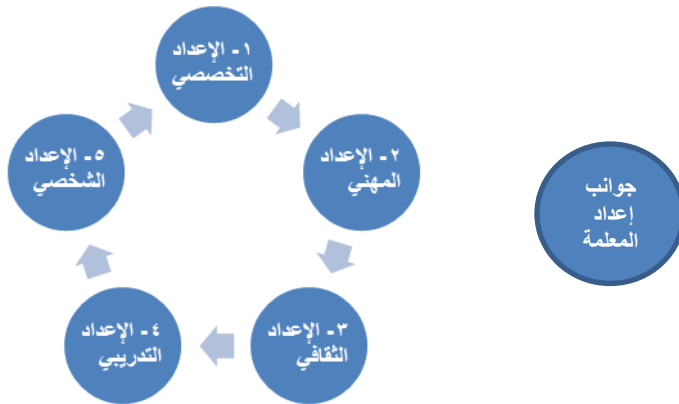 جوانب
إعداد
المعلمة
١- الإعداد
التخصصي
٢- الإعداد
المهني
٣- الإعداد
الثقافي
٤- الإعداد
التدريبي
٥- الإعداد
الشخصي